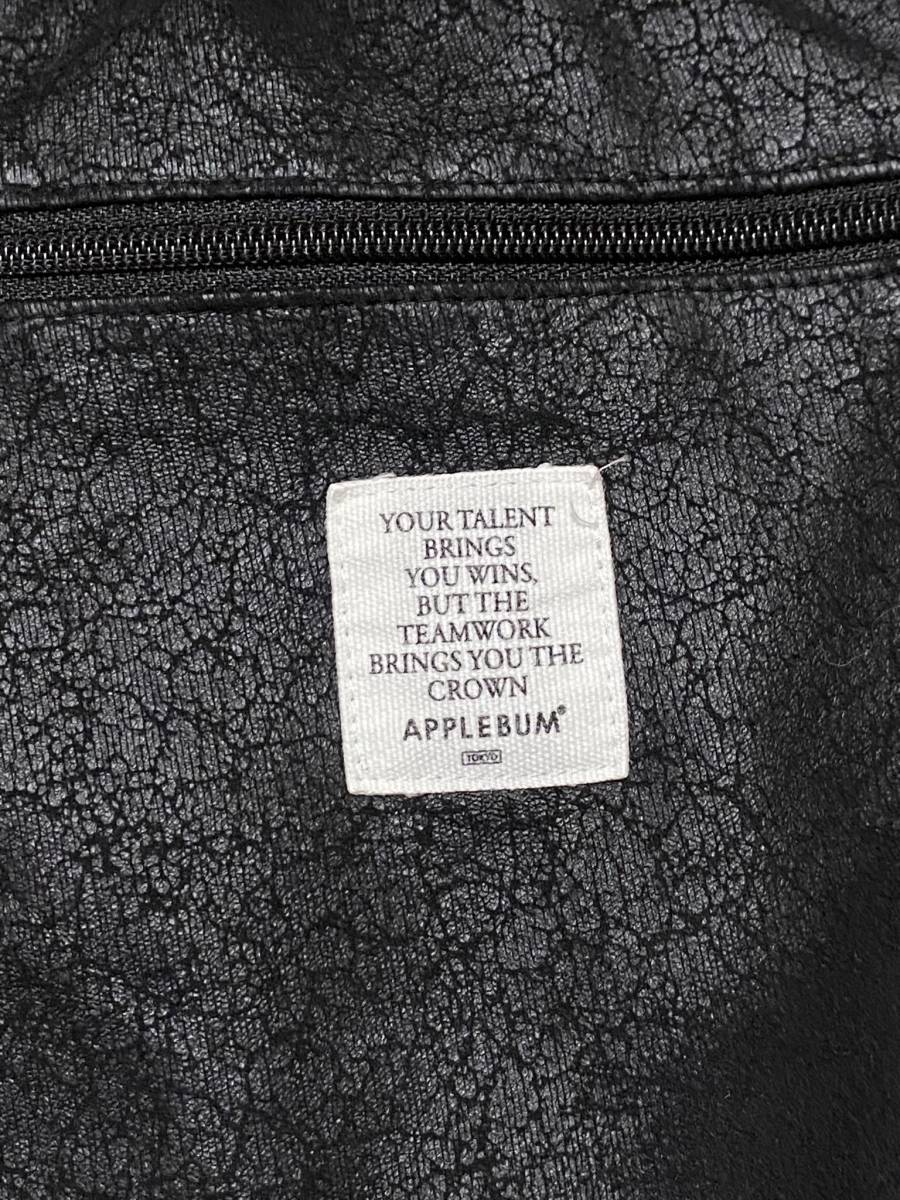 YOUR TALENT
BRINGS
YOU WINS,
BUT THE
TEAMWORK
BRINGS YOU THE
CROWN
APPLEBUM®
TOKYO